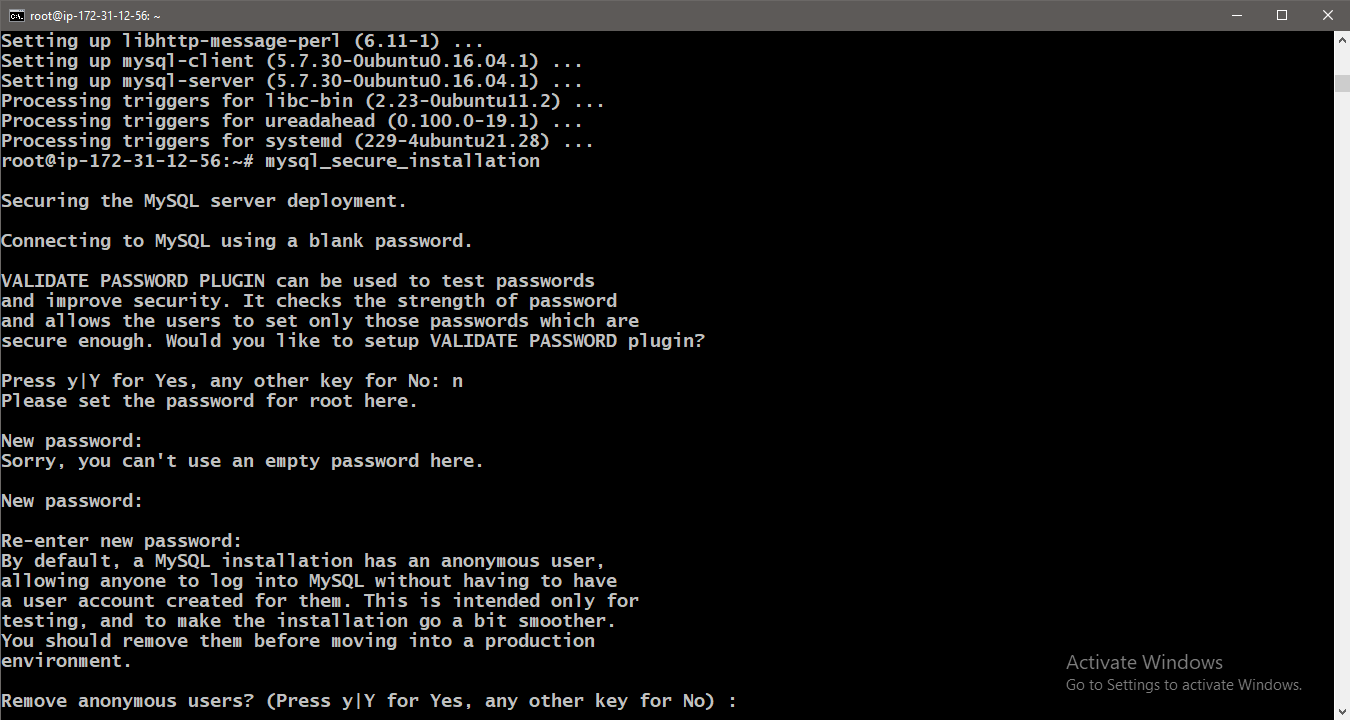 root@ip-172-31-12-56: ~
Setting up libhttp-message-perl (6.11-1) ...
Setting up mysql-client (5.7.30-0ubuntu0.16.04.1) ...
Setting up mysql-server (5.7.30-0ubuntu0.16.04.1) ...
Processing triggers for libc-bin (2.23-0ubuntu11.2) ...
Processing triggers for ureadahead (0.100.0-19.1) ...
Processing triggers for systemd (229-4ubuntu21.28) ...
root@ip-172-31-12-56:~# mysql_secure_installation
Securing the MySQL server deployment.
Connecting to MySQL using a blank password.
VALIDATE PASSWORD PLUGIN can be used to test passwords
and improve security. It checks the strength of password
and allows the users to set only those passwords which are
secure enough. Would you like to setup VALIDATE PASSWORD plugin?
Press y|Y for Yes, any other key for No: n
Please set the password for root here.
New password:
Sorry, you can't use an empty password here.
New password:
Re-enter new password:
By default, a MySQL installation has an anonymous user,
allowing anyone to log into MySQL without having to have
a user account created for them. This is intended only for
testing, and to make the installation go a bit smoother.
You should remove them before moving into a production
environment.
Remove anonymous users? (Press y|Y for Yes, any other key for No) :
Activate Windows
Go to Settings to activate Windows.